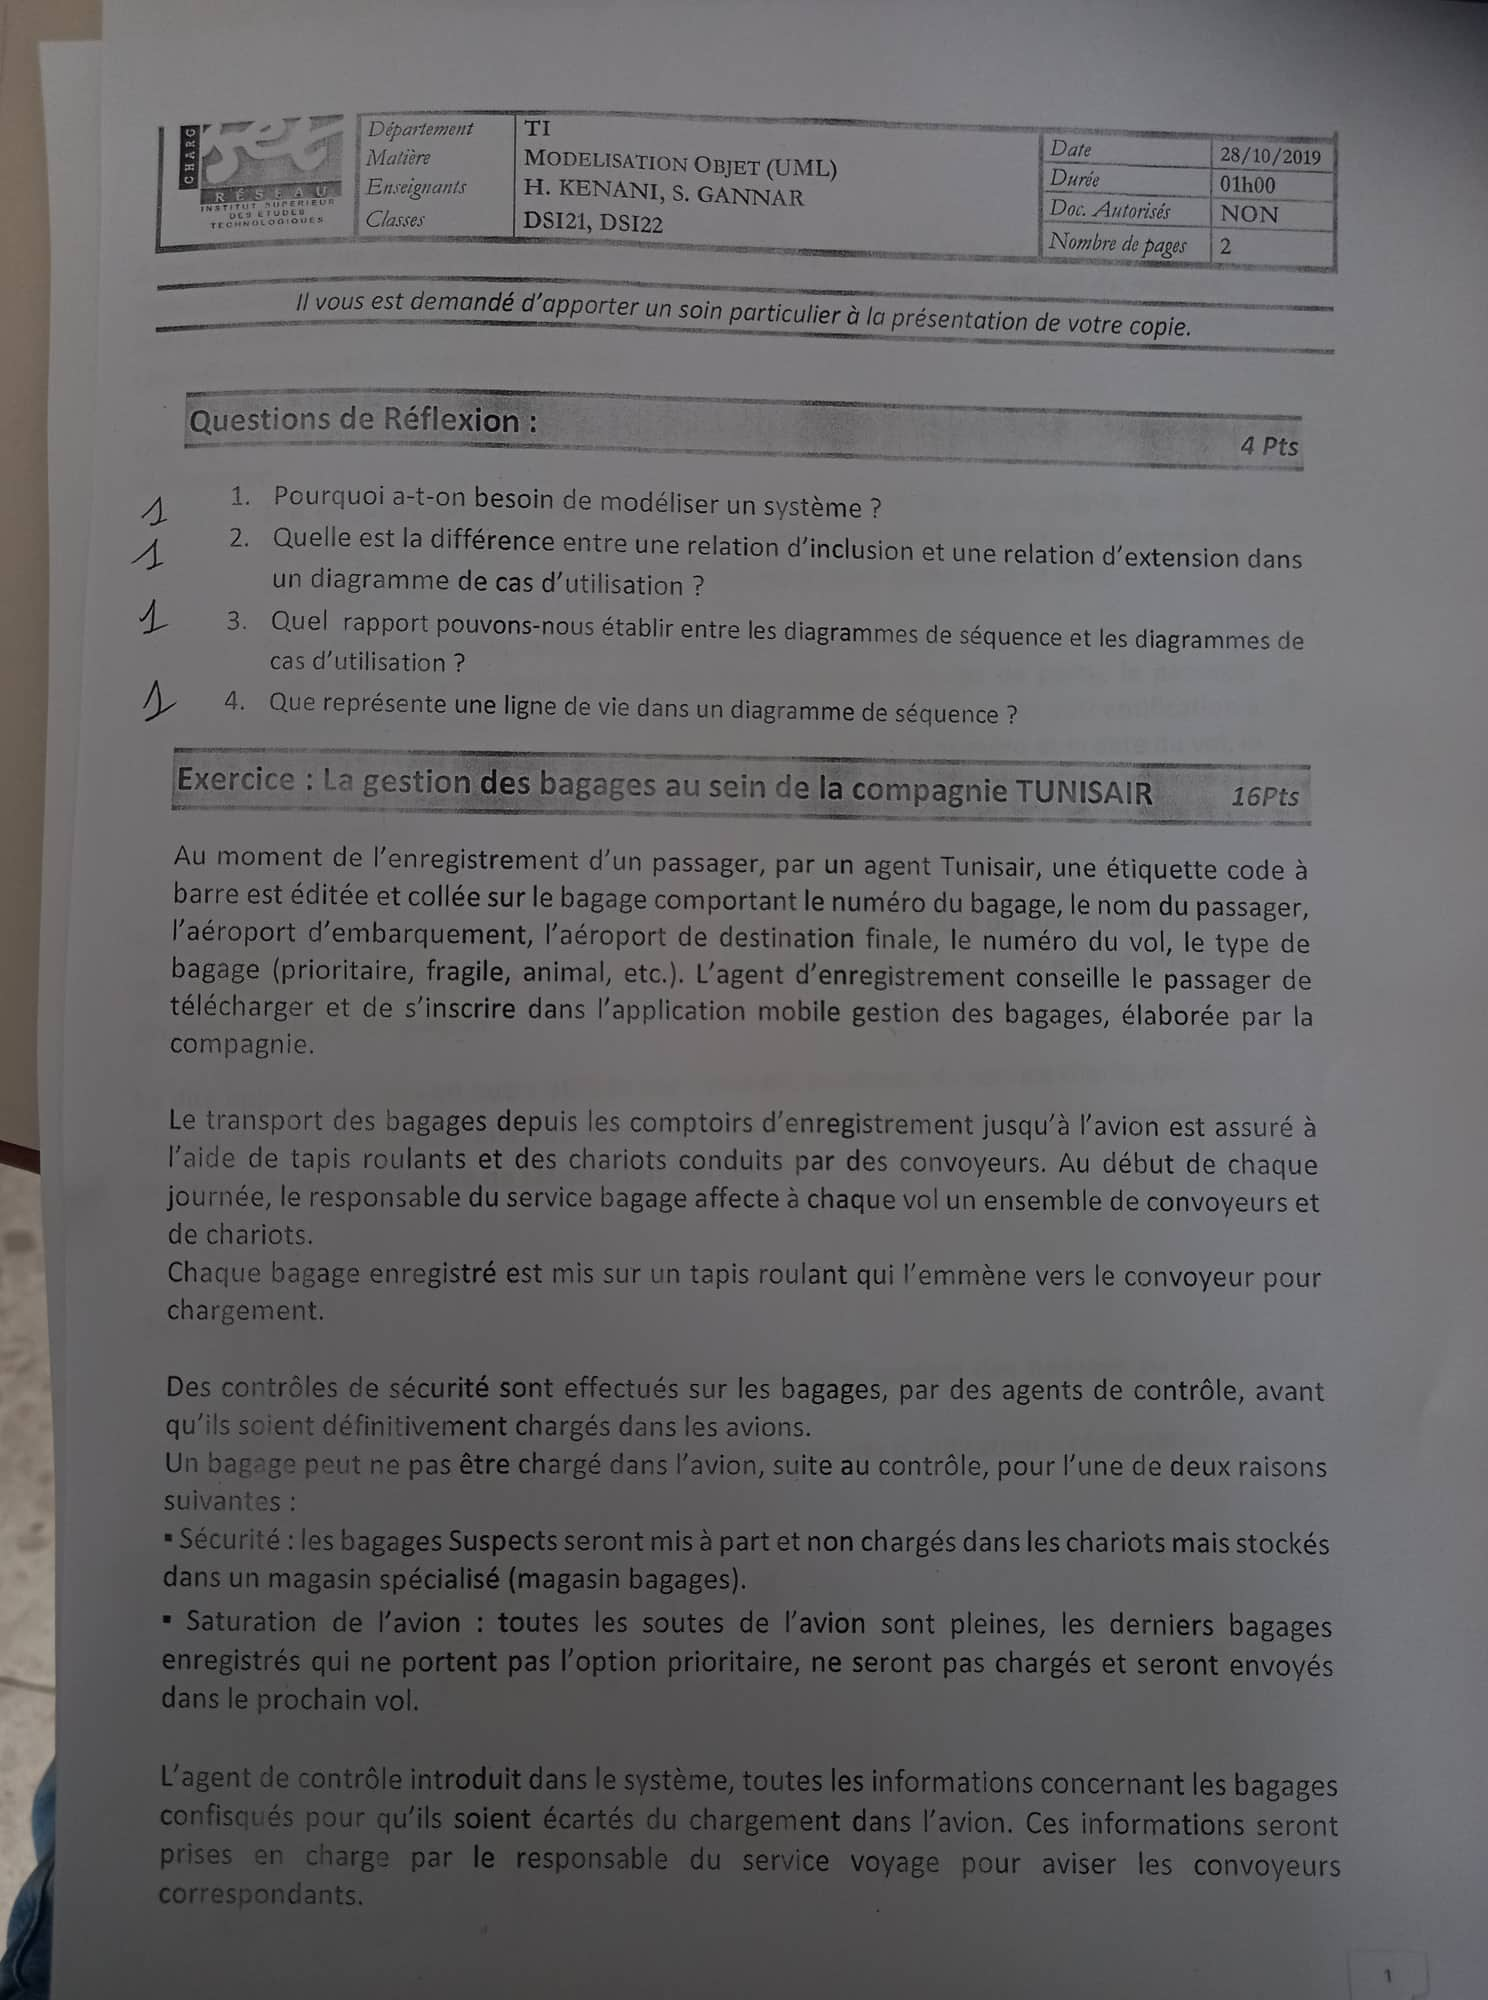 CHARG
Set
RÉSEAU
INSTITUT SUPERIEUR
DES ETUDES
TECHNOLOGIQUES
Département TI
Matière MODELISATION OBJET (UML)
Enseignants H. KENANI, S. GANNAR
Classes DSI21, DSI22
Date 28/10/2019
Durée 01h00
Doc. Autorisés NON
Nombre de pages 2
Il vous est demandé d'apporter un soin particulier à la présentation de votre copie.
Questions de Réflexion :
4 Pts
1 1. Pourquoi a-t-on besoin de modéliser un système ?
1 2. Quelle est la différence entre une relation d'inclusion et une relation d'extension dans
un diagramme de cas d'utilisation ?
1 3. Quel rapport pouvons-nous établir entre les diagrammes de séquence et les diagrammes de
cas d'utilisation ?
1 4. Que représente une ligne de vie dans un diagramme de séquence ?
Exercice : La gestion des bagages au sein de la compagnie TUNISAIR 16Pts
Au moment de l'enregistrement d'un passager, par un agent Tunisair, une étiquette code à
barre est éditée et collée sur le bagage comportant le numéro du bagage, le nom du passager,
l'aéroport d'embarquement, l'aéroport de destination finale, le numéro du vol, le type de
bagage (prioritaire, fragile, animal, etc.). L'agent d'enregistrement conseille le passager de
télécharger et de s'inscrire dans l'application mobile gestion des bagages, élaborée par la
compagnie.
Le transport des bagages depuis les comptoirs d'enregistrement jusqu'à l'avion est assuré à
l'aide de tapis roulants et des chariots conduits par des convoyeurs. Au début de chaque
journée, le responsable du service bagage affecte à chaque vol un ensemble de convoyeurs et
de chariots.
Chaque bagage enregistré est mis sur un tapis roulant qui l'emmène vers le convoyeur pour
chargement.
Des contrôles de sécurité sont effectués sur les bagages, par des agents de contrôle, avant
qu'ils soient définitivement chargés dans les avions.
Un bagage peut ne pas être chargé dans l'avion, suite au contrôle, pour l'une de deux raisons
suivantes :
▪ Sécurité : les bagages Suspects seront mis à part et non chargés dans les chariots mais stockés
dans un magasin spécialisé (magasin bagages).
▪ Saturation de l'avion : toutes les soutes de l'avion sont pleines, les derniers bagages
enregistrés qui ne portent pas l'option prioritaire, ne seront pas chargés et seront envoyés
dans le prochain vol.
L'agent de contrôle introduit dans le système, toutes les informations concernant les bagages
confisqués pour qu'ils soient écartés du chargement dans l'avion. Ces informations seront
prises en charge par le responsable du service voyage pour aviser les convoyeurs
correspondants.
1